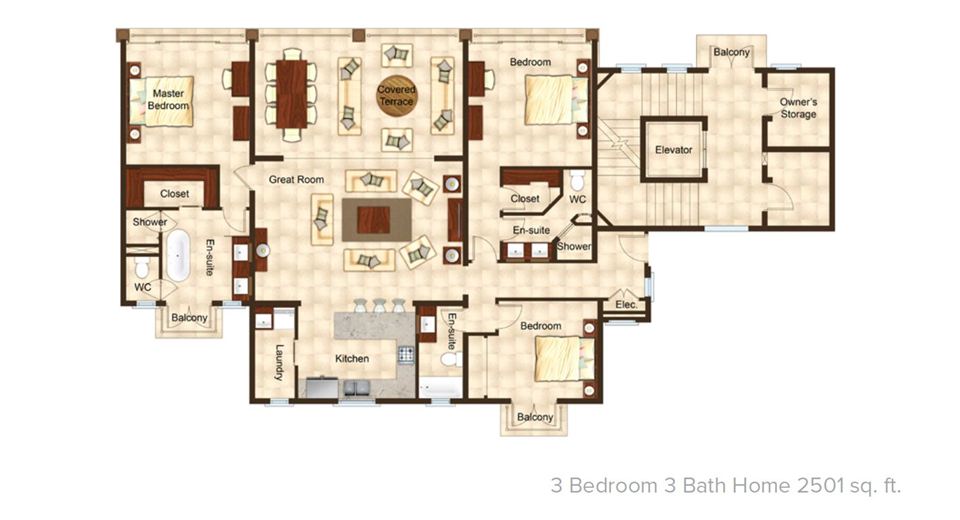 Balcony
Master
Bedroom
Covered
Terrace
Bedroom
Owner's
Storage
Elevator
Great Room
Closet
Closet
WC
Shower
En-suite
En-suite
Shower
WC
Elec.
Balcony
En-suite
Bedroom
Laundry
Kitchen
Balcony
3 Bedroom 3 Bath Home 2501 sq. ft.